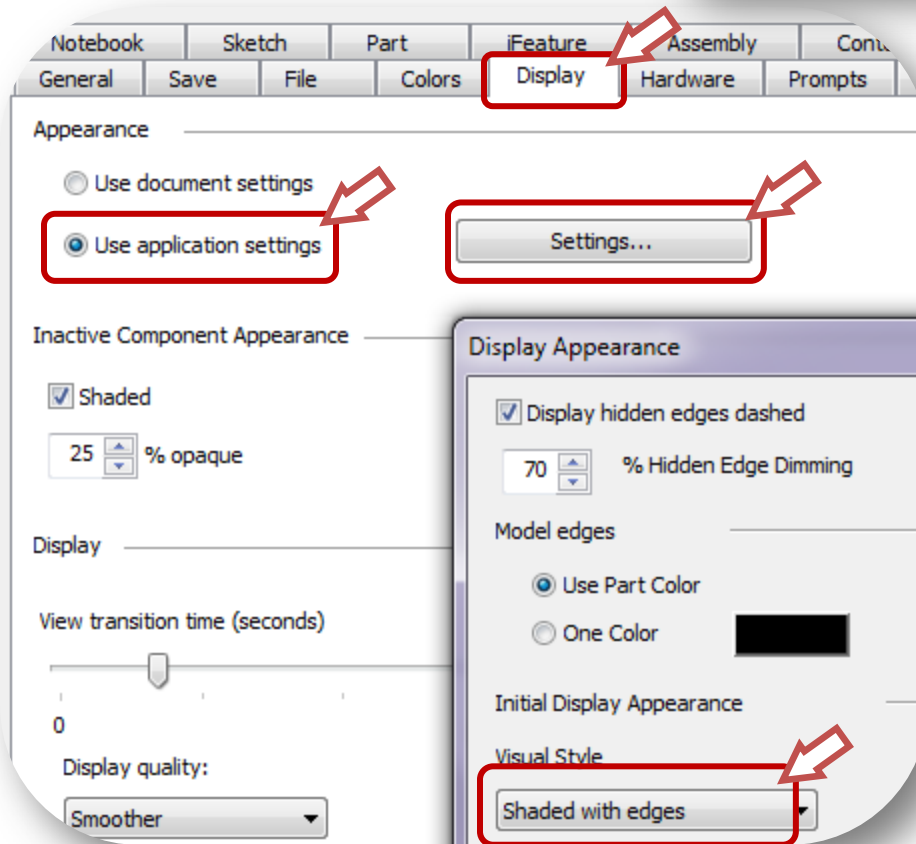 Notebook Sketch Part iFeature Assembly
General Save File Colors Display Hardware Prompts
Appearance
Use document settings
Use application settings
Settings...
Inactive Component Appearance
Shaded
25 % opaque
Display
View transition time (seconds)
0
Display quality:
Smoother
Display Appearance
Display hidden edges dashed
70 % Hidden Edge Dimming
Model edges
Use Part Color
One Color
Initial Display Appearance
Visual Style
Shaded with edges